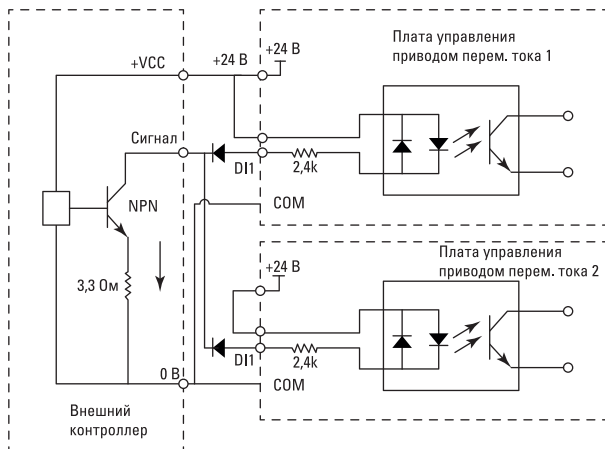 Плата управления
приводом перем. тока 1
+VCC
+24 В
+24 В
Сигнал
DI1
2,4k
NPN
COM
3,3 Ом
Плата управления
приводом перем. тока 2
+24 В
DI1
2,4k
0 В
COM
Внешний
контроллер